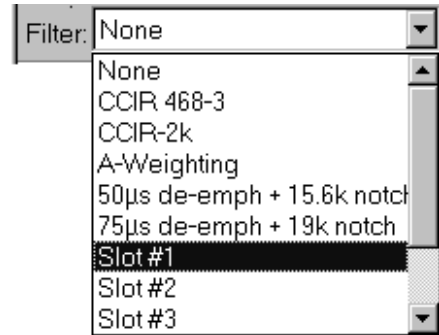 Filter: None
None
CCIR 468-3
CCIR-2k
A-Weighting
50µs de-emph + 15.6k notch
75µs de-emph + 19k notch
Slot #1
Slot #2
Slot #3